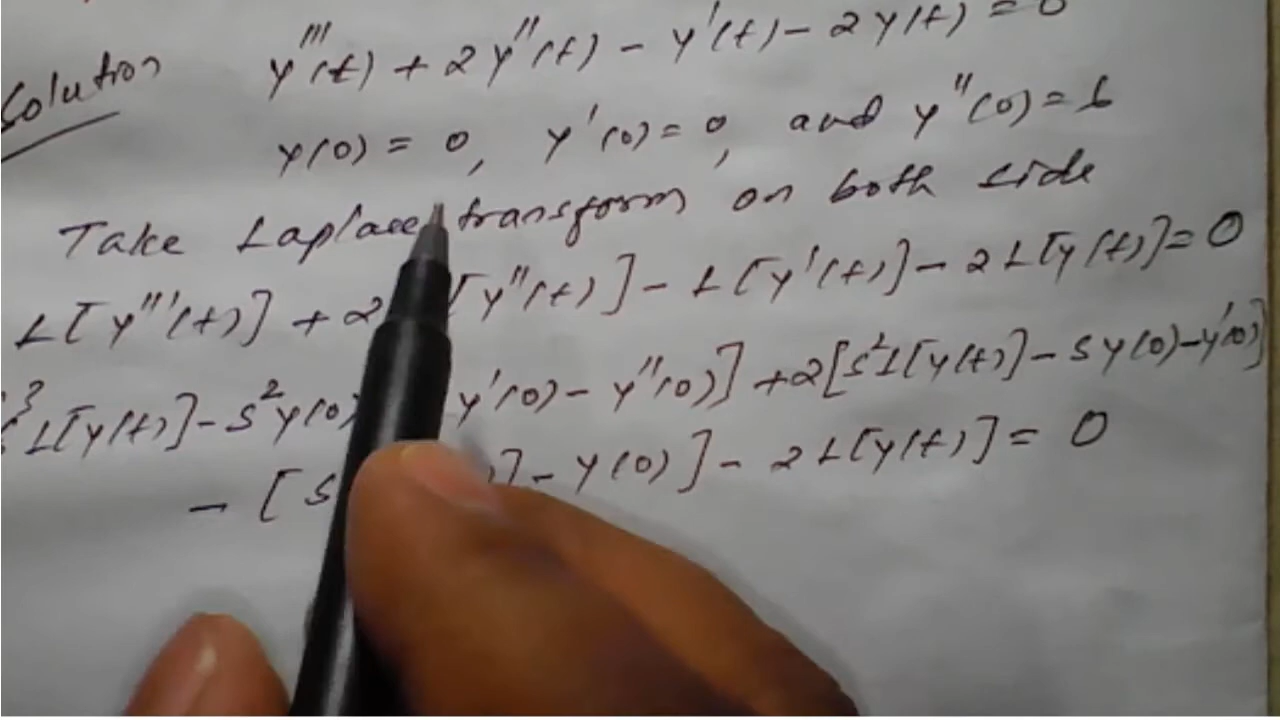 Solution y'''(t) + 2y''(t) - y'(t) - 2y(t) = 0
y(0) = 0, y'(0) = 0, and y''(0) = 6
Take Laplace transform on both side
L[y'''(t)] + 2 [y''(t)] - L[y'(t)] - 2L[y(t)] = 0
3 L[y(t)] - s²y(0) y'(0) - y''(0)] + 2[s²L[y(t)] - sy(0) - y'(0)]
- [s )] - y(0)] - 2L[y(t)] = 0